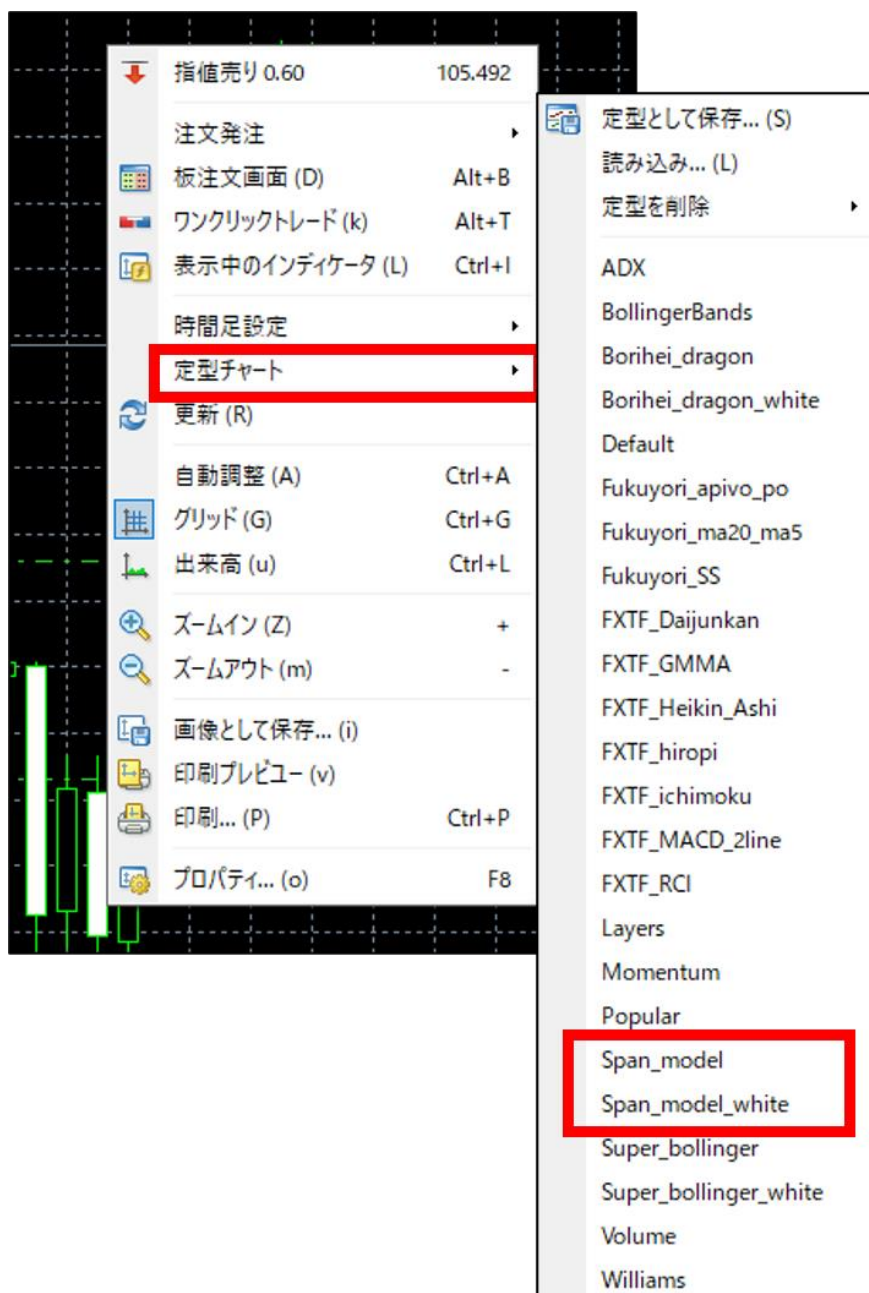 指値売り 0.60 105.492
注文発注
板注文画面 (D) Alt+B
ワンクリックトレード (k) Alt+T
表示中のインディケータ (L) Ctrl+I
時間足設定
定型チャート
更新 (R)
自動調整 (A) Ctrl+A
グリッド (G) Ctrl+G
出来高 (u) Ctrl+L
ズームイン (Z) +
ズームアウト (m) -
画像として保存... (i)
印刷プレビュー (v)
印刷... (P) Ctrl+P
プロパティ... (o) F8
定型として保存... (S)
読み込み... (L)
定型を削除
ADX
BollingerBands
Borihei_dragon
Borihei_dragon_white
Default
Fukuyori_apivo_po
Fukuyori_ma20_ma5
Fukuyori_SS
FXTF_Daijunkan
FXTF_GMMA
FXTF_Heikin_Ashi
FXTF_hiropi
FXTF_ichimoku
FXTF_MACD_2line
FXTF_RCI
Layers
Momentum
Popular
Span_model
Span_model_white
Super_bollinger
Super_bollinger_white
Volume
Williams